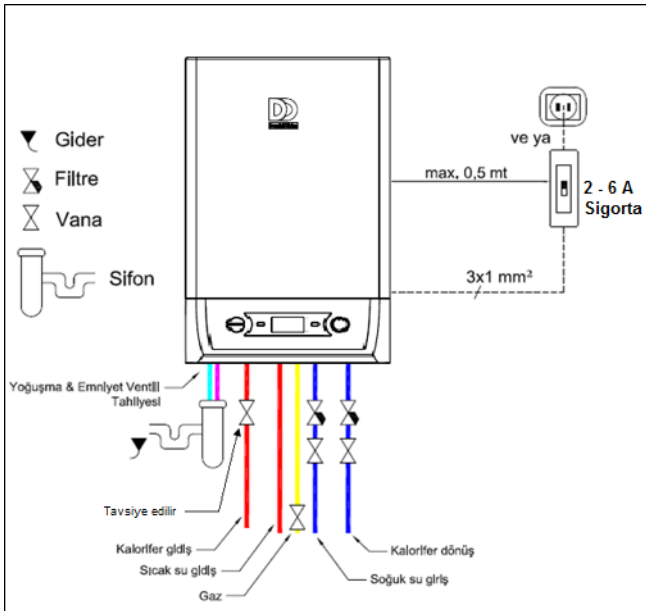 Gider
Filtre
Vana
Sifon
ve ya
max. 0,5 mt
2 - 6 A
Sigorta
3x1 mm²
Yoğuşma & Emniyet Ventili
Tahliyesi
Tavsiye edilir
Kalorifer gidiş
Sıcak su gidiş
Gaz
Soğuk su giriş
Kalorifer dönüş